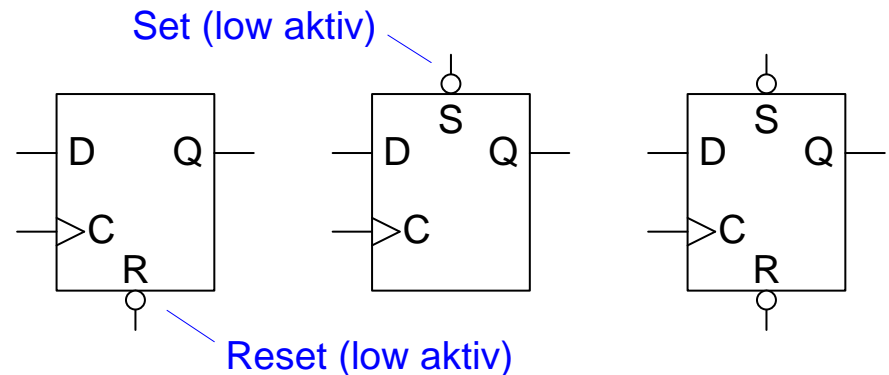 Set (low aktiv)
S
S
D Q
D Q
D Q
C
C
C
R
R
Reset (low aktiv)